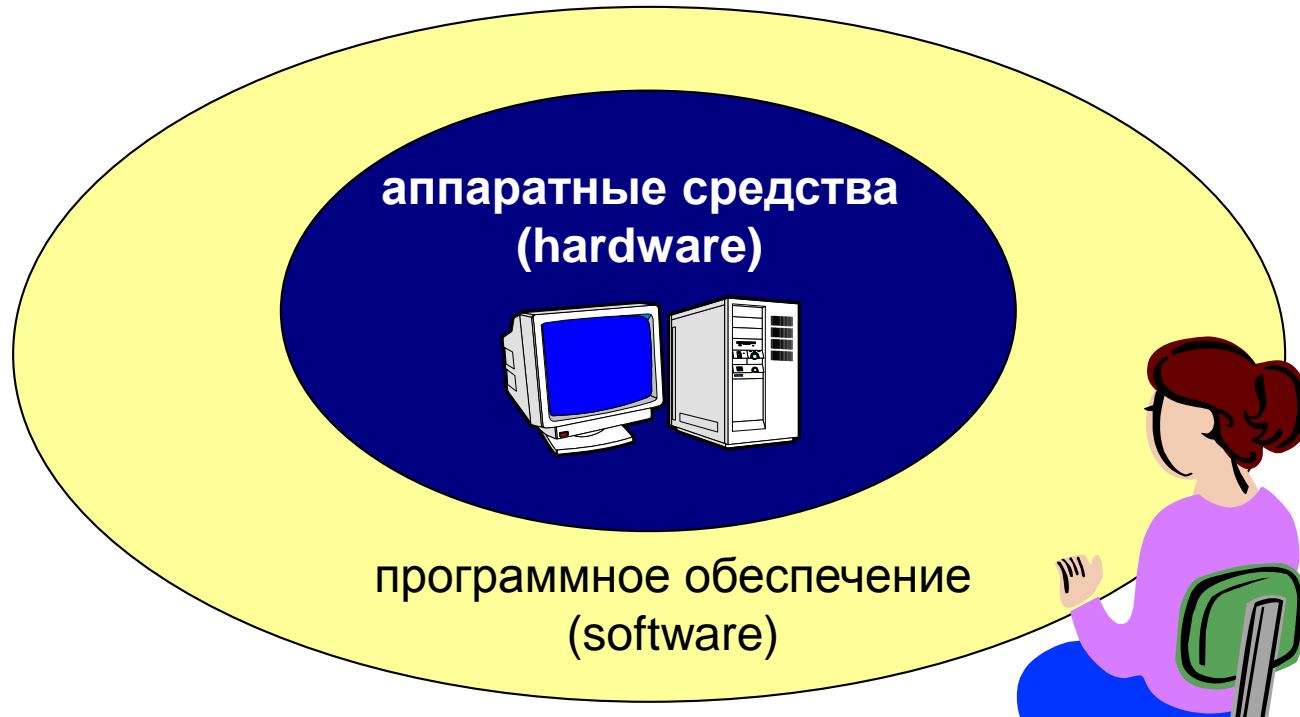 аппаратные средства
(hardware)
программное обеспечение
(software)